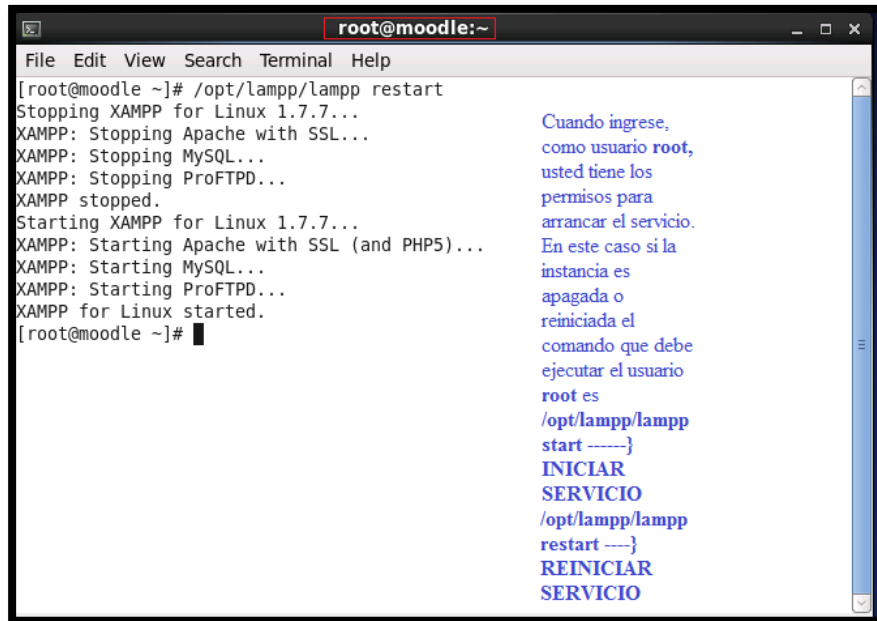 root@moodle:~
File Edit View Search Terminal Help
[root@moodle ~]# /opt/lampp/lampp restart
Stopping XAMPP for Linux 1.7.7...
XAMPP: Stopping Apache with SSL...
XAMPP: Stopping MySQL...
XAMPP: Stopping ProFTPD...
XAMPP stopped.
Starting XAMPP for Linux 1.7.7...
XAMPP: Starting Apache with SSL (and PHP5)...
XAMPP: Starting MySQL...
XAMPP: Starting ProFTPD...
XAMPP for Linux started.
[root@moodle ~]#
Cuando ingrese,
como usuario root,
usted tiene los
permisos para
arrancar el servicio.
En este caso si la
instancia es
apagada o
reiniciada el
comando que debe
ejecutar el usuario
root es
/opt/lampp/lampp
start ------}
INICIAR
SERVICIO
/opt/lampp/lampp
restart ----}
REINICIAR
SERVICIO